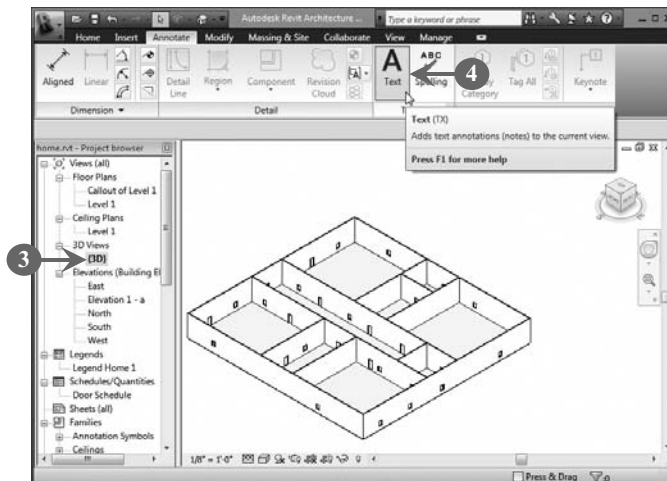 Autodesk Revit Architecture ...
Type a keyword or phrase
Home Insert Annotate Modify Massing & Site Collaborate View Manage
Aligned Linear
Detail Line
Region
Component
Revision Cloud
A
Text
ABC
Spelling
4
Category
Tag All
Keynote
Dimension
Detail
Text (TX)
Adds text annotations (notes) to the current view.
Press F1 for more help
home.rvt - Project browser
Views (all)
Floor Plans
Callout of Level 1
Level 1
Ceiling Plans
Level 1
3D Views
3
{3D}
Elevations (Building El
East
Elevation 1 - a
North
South
West
Legends
Legend Home 1
Schedules/Quantities
Door Schedule
Sheets (all)
Families
Annotation Symbols
Ceilings
1/8" = 1'-0"
Press & Drag
:0